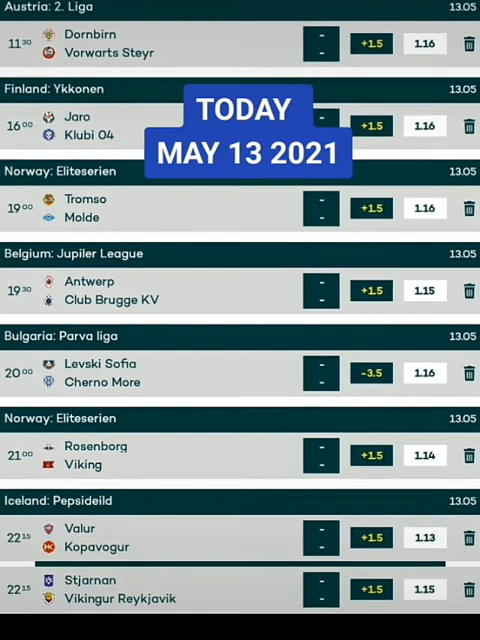 Austria: 2. Liga 13.05
11 30 Dornbirn - +1.5 1.16
Vorwarts Steyr -
Finland: Ykkonen 13.05
TODAY
MAY 13 2021
16 00 Jaro - +1.5 1.16
Klubi 04 -
Norway: Eliteserien 13.05
19 00 Tromso - +1.5 1.16
Molde -
Belgium: Jupiler League 13.05
19 30 Antwerp - +1.5 1.15
Club Brugge KV -
Bulgaria: Parva liga 13.05
20 00 Levski Sofia - -3.5 1.16
Cherno More -
Norway: Eliteserien 13.05
21 00 Rosenborg - +1.5 1.14
Viking -
Iceland: Pepsideild 13.05
22 15 Valur - +1.5 1.13
Kopavogur -
22 15 Stjarnan - +1.5 1.15
Vikingur Reykjavik -